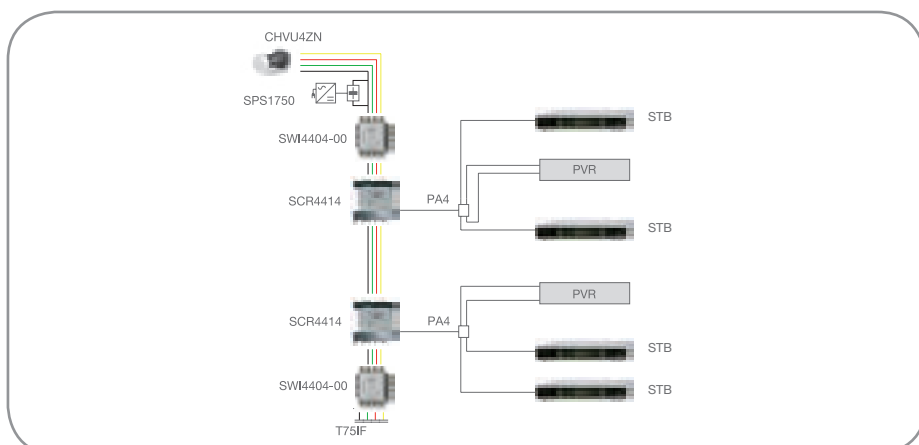 CHVU4ZN
SPS1750
SWI4404-00
STB
PVR
SCR4414
PA4
STB
PVR
SCR4414
PA4
STB
SWI4404-00
STB
T75IF